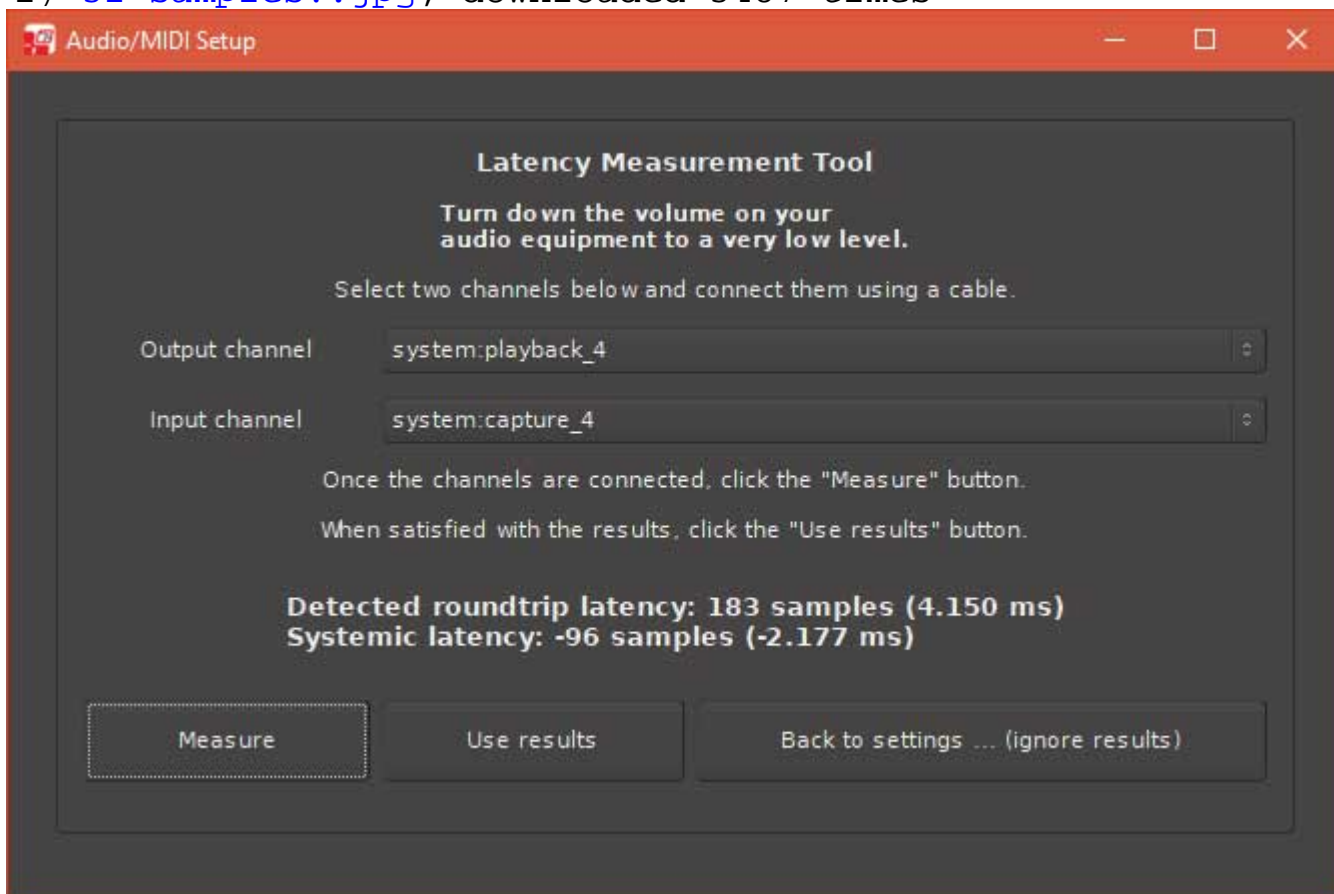 Audio/MIDI Setup
Latency Measurement Tool
Turn down the volume on your
audio equipment to a very low level.
Select two channels below and connect them using a cable.
Output channel system:playback_4
Input channel system:capture_4
Once the channels are connected, click the "Measure" button.
When satisfied with the results, click the "Use results" button.
Detected roundtrip latency: 183 samples (4.150 ms)
Systemic latency: -96 samples (-2.177 ms)
Measure Use results Back to settings ... (ignore results)